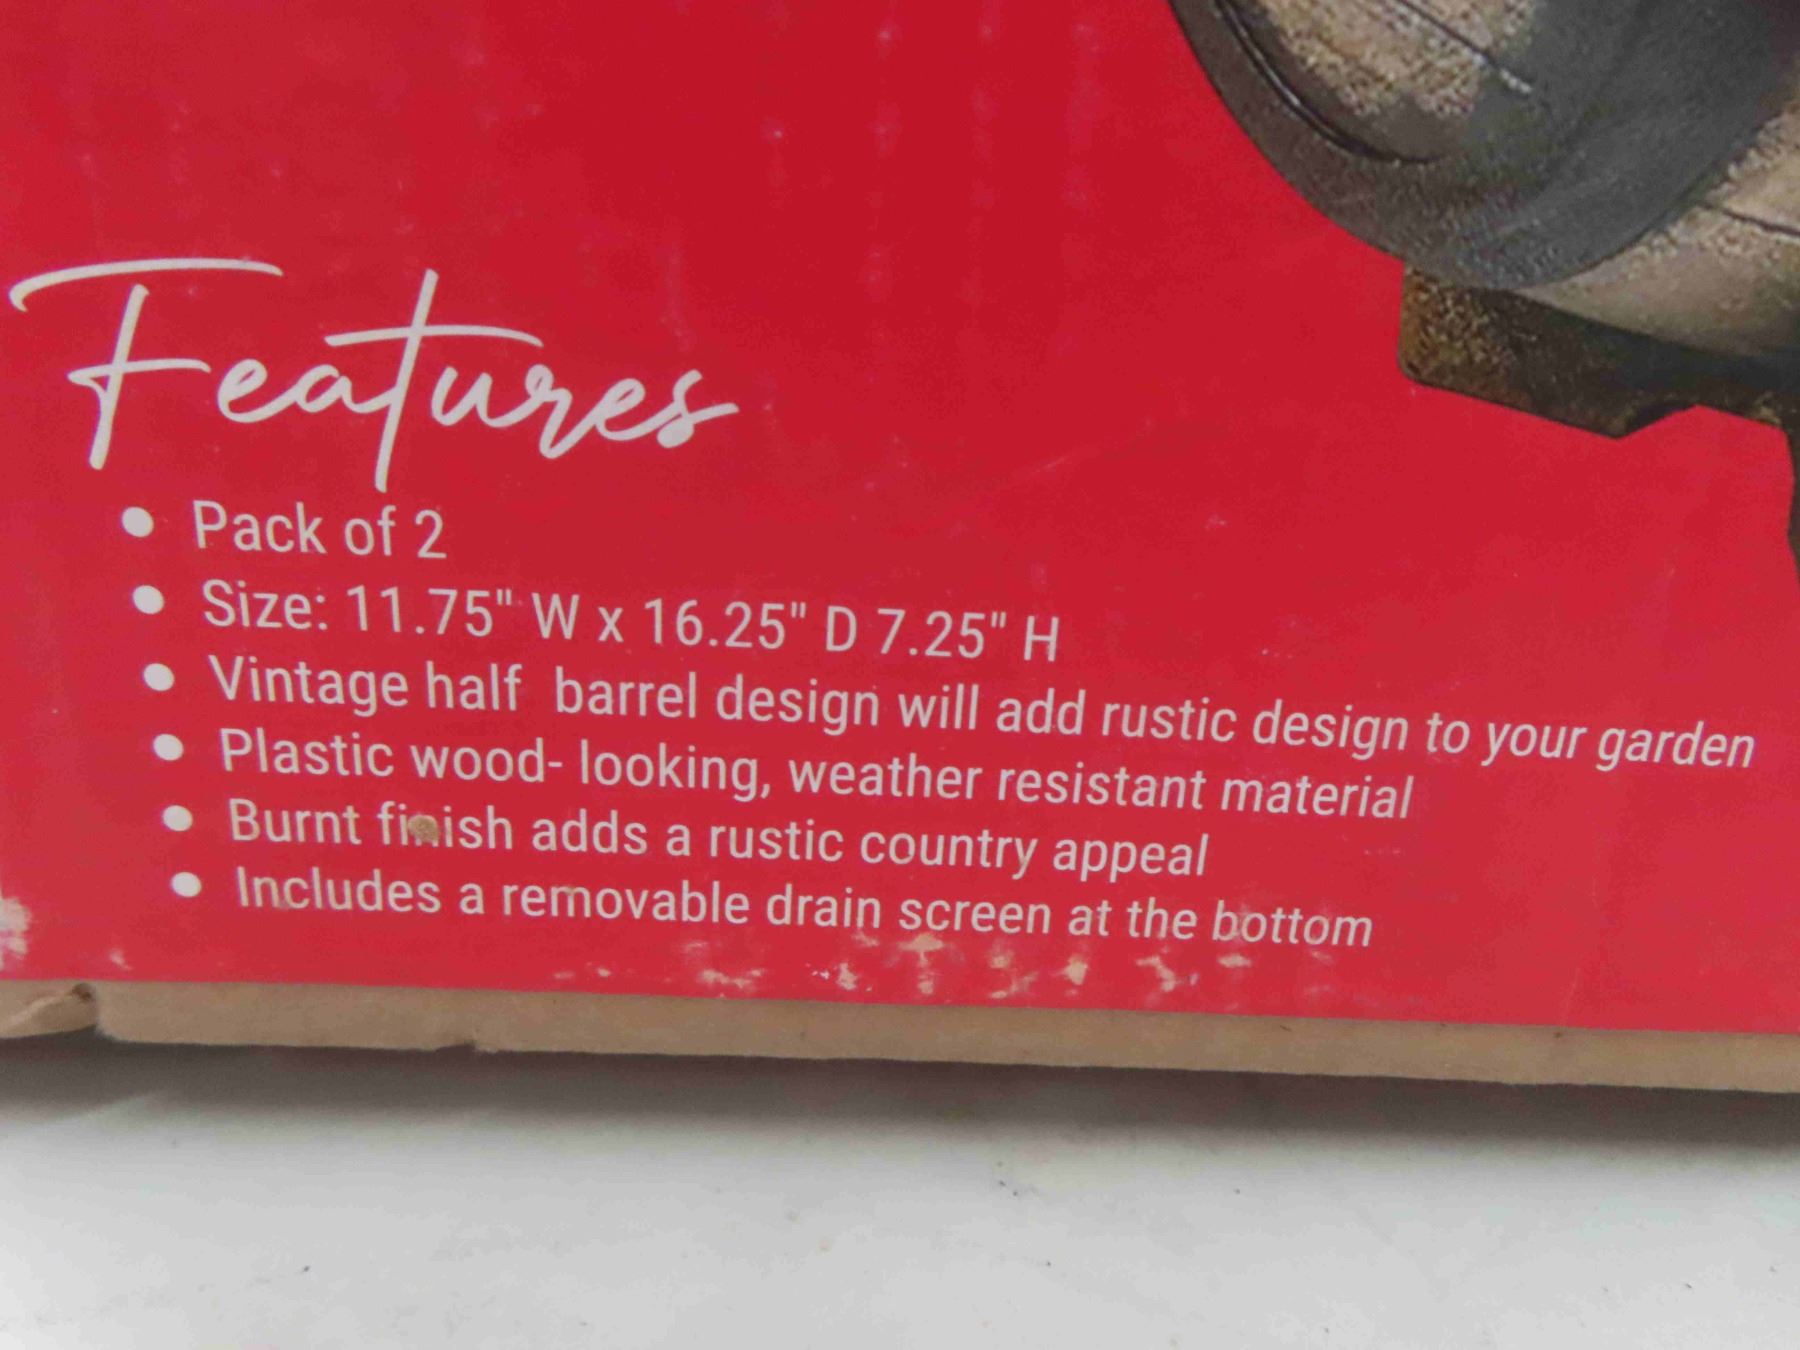 Features
• Pack of 2
• Size: 11.75" W x 16.25" D 7.25" H
• Vintage half barrel design will add rustic design to your garden
• Plastic wood- looking, weather resistant material
• Burnt finish adds a rustic country appeal
• Includes a removable drain screen at the bottom